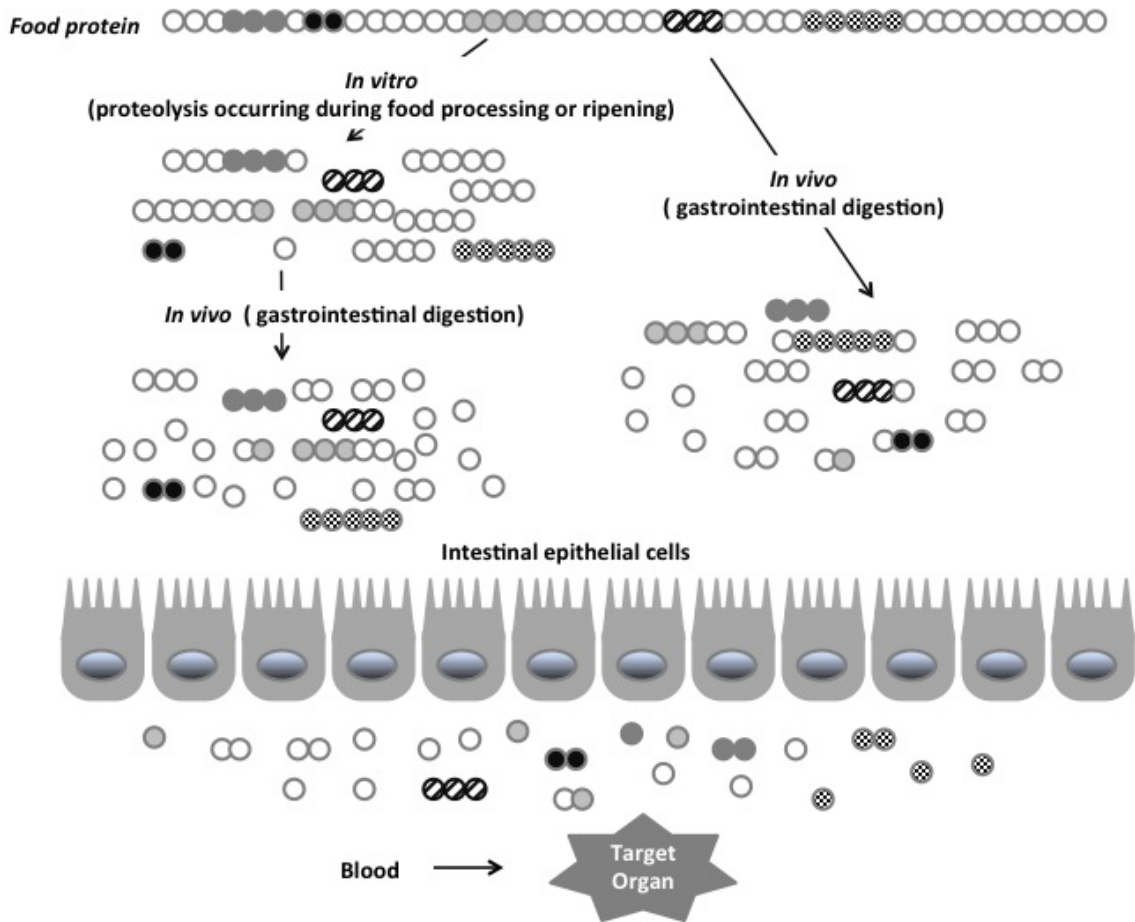 Food protein
In vitro
(proteolysis occurring during food processing or ripening)
In vivo
( gastrointestinal digestion)
In vivo ( gastrointestinal digestion)
Intestinal epithelial cells
Blood
Target
Organ